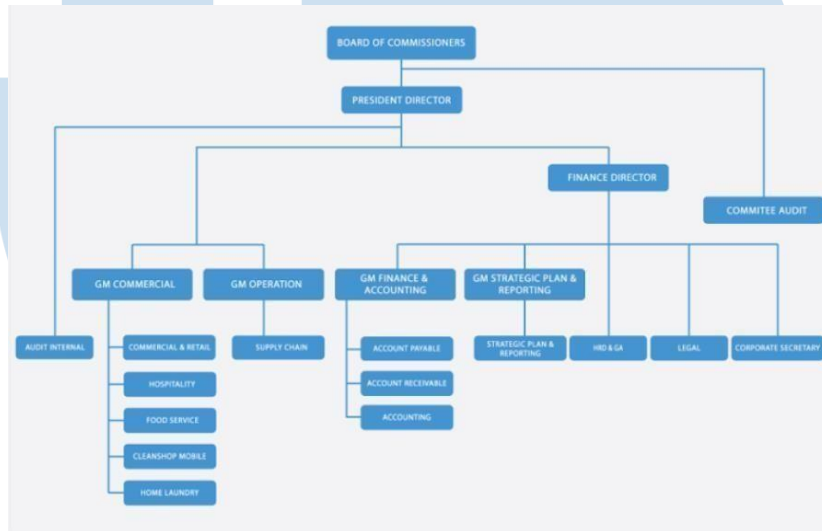 BOARD OF COMMISSIONERS
PRESIDENT DIRECTOR
FINANCE DIRECTOR
COMMITEE AUDIT
GM COMMERCIAL
GM OPERATION
GM FINANCE &
ACCOUNTING
GM STRATEGIC PLAN &
REPORTING
AUDIT INTERNAL
COMMERCIAL & RETAIL
SUPPLY CHAIN
ACCOUNT PAYABLE
STRATEGIC PLAN &
REPORTING
HRD & GA
LEGAL
CORPORATE SECRETARY
HOSPITALITY
ACCOUNT RECEIVABLE
FOOD SERVICE
ACCOUNTING
CLEANSHOP MOBILE
HOME LAUNDRY